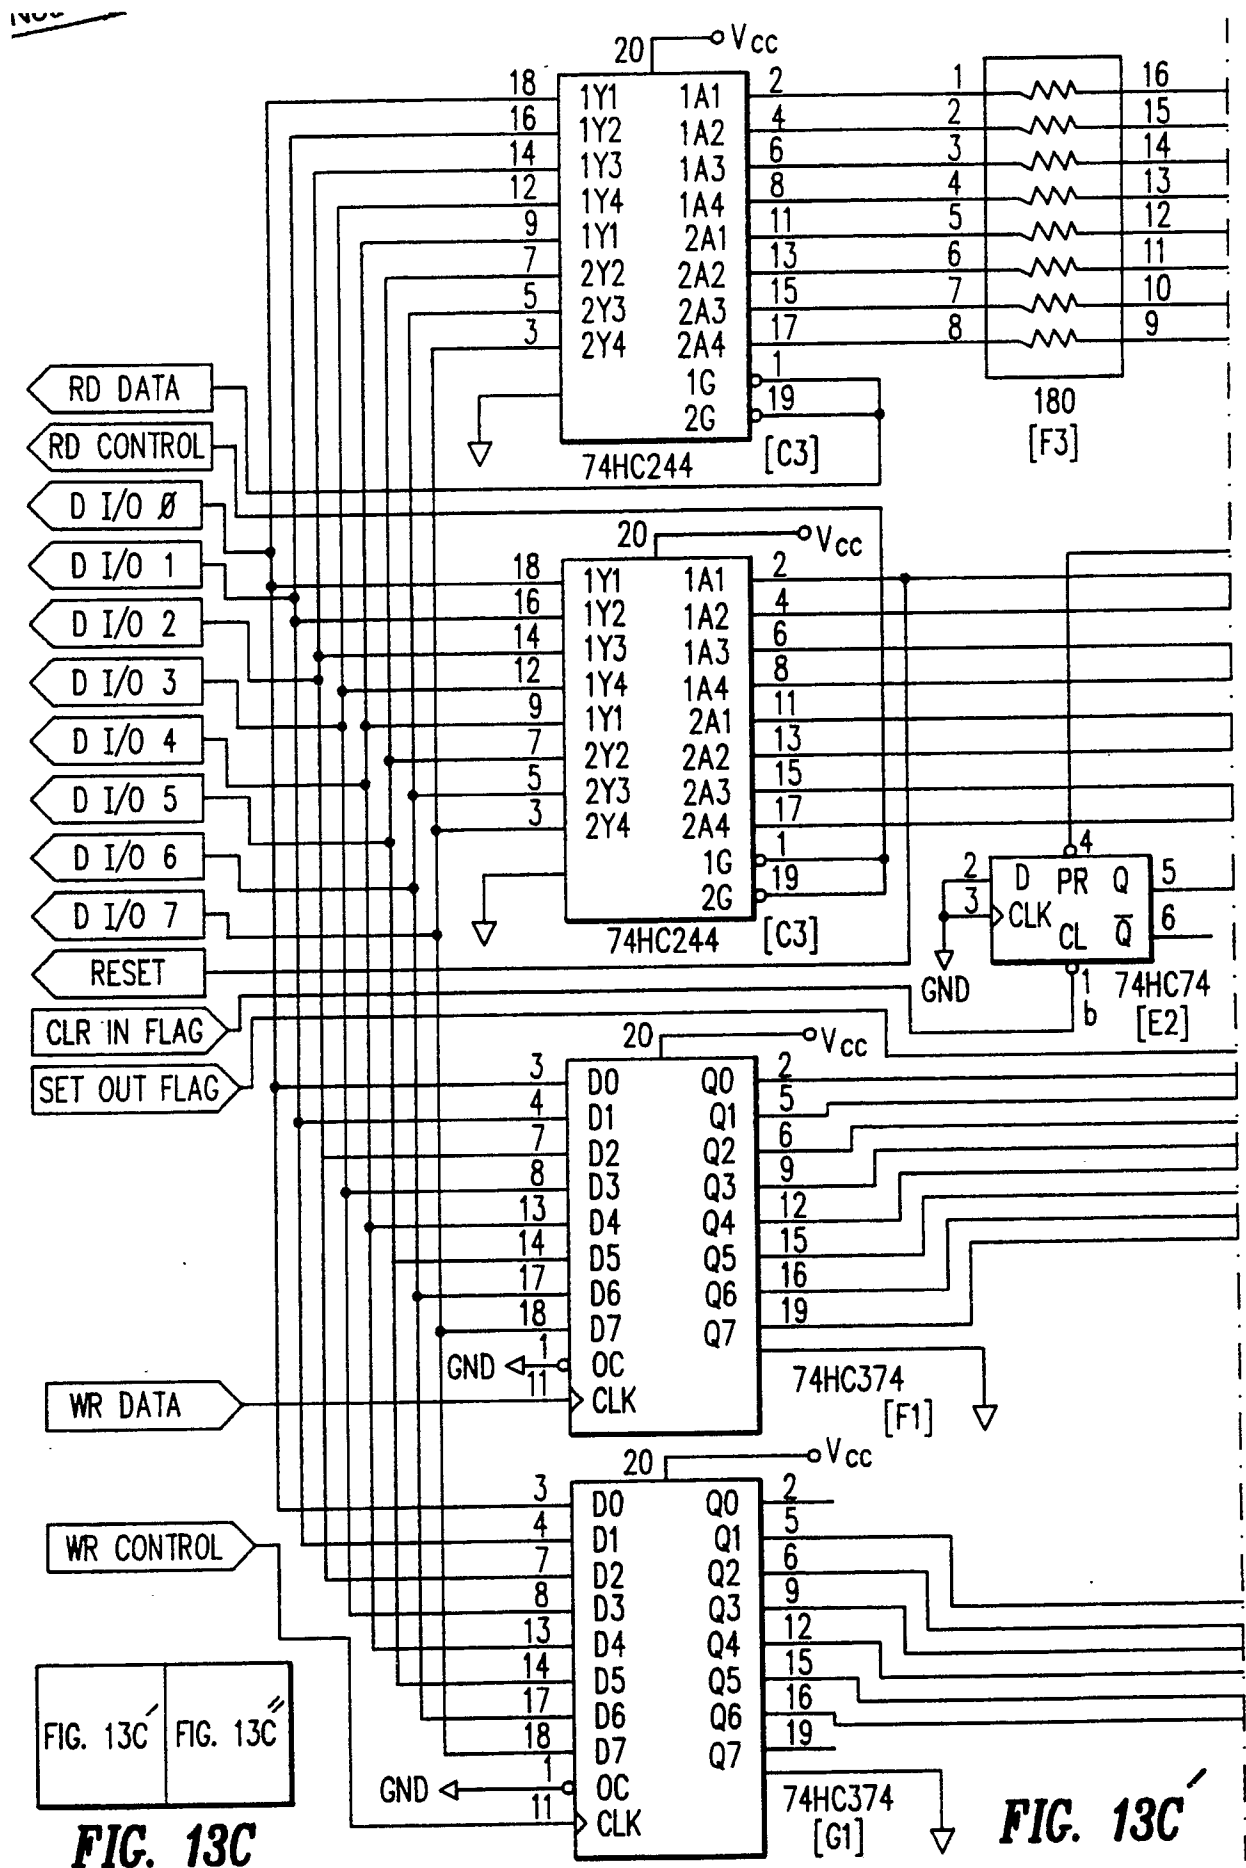 20 Vcc
18 1Y1 1A1 2 1 16
16 1Y2 1A2 4 2 15
14 1Y3 1A3 6 3 14
12 1Y4 1A4 8 4 13
9 1Y1 2A1 11 5 12
7 2Y2 2A2 13 6 11
5 2Y3 2A3 15 7 10
3 2Y4 2A4 17 8 9
1G 1
2G 19
74HC244 [C3]
180
[F3]
RD DATA
RD CONTROL
D I/O Ø
D I/O 1
D I/O 2
D I/O 3
D I/O 4
D I/O 5
D I/O 6
D I/O 7
RESET
CLR IN FLAG
SET OUT FLAG
20 Vcc
18 1Y1 1A1 2
16 1Y2 1A2 4
14 1Y3 1A3 6
12 1Y4 1A4 8
9 1Y1 2A1 11
7 2Y2 2A2 13
5 2Y3 2A3 15
3 2Y4 2A4 17
1G 1
2G 19
74HC244 [C3]
4
2 D PR Q 5
3 CLK
CL Q̅ 6
GND
1
b
74HC74
[E2]
20 Vcc
3 D0 Q0 2
4 D1 Q1 5
7 D2 Q2 6
8 D3 Q3 9
13 D4 Q4 12
14 D5 Q5 15
17 D6 Q6 16
18 D7 Q7 19
GND 1 OC
11 CLK
74HC374
[F1]
WR DATA
20 Vcc
3 D0 Q0 2
4 D1 Q1 5
7 D2 Q2 6
8 D3 Q3 9
13 D4 Q4 12
14 D5 Q5 15
17 D6 Q6 16
18 D7 Q7 19
GND 1 OC
11 CLK
74HC374
[G1]
WR CONTROL
FIG. 13C′ FIG. 13C″
FIG. 13C
FIG. 13C′